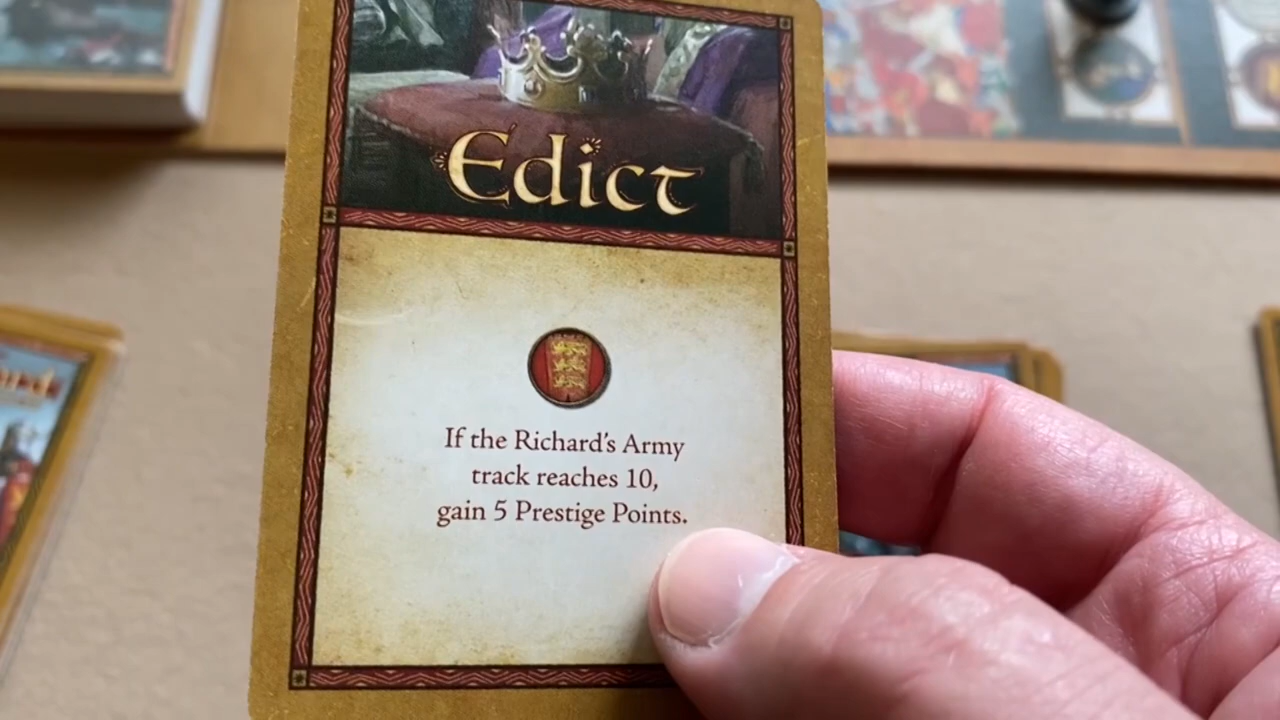 Edict
If the Richard's Army
track reaches 10,
gain 5 Prestige Points.